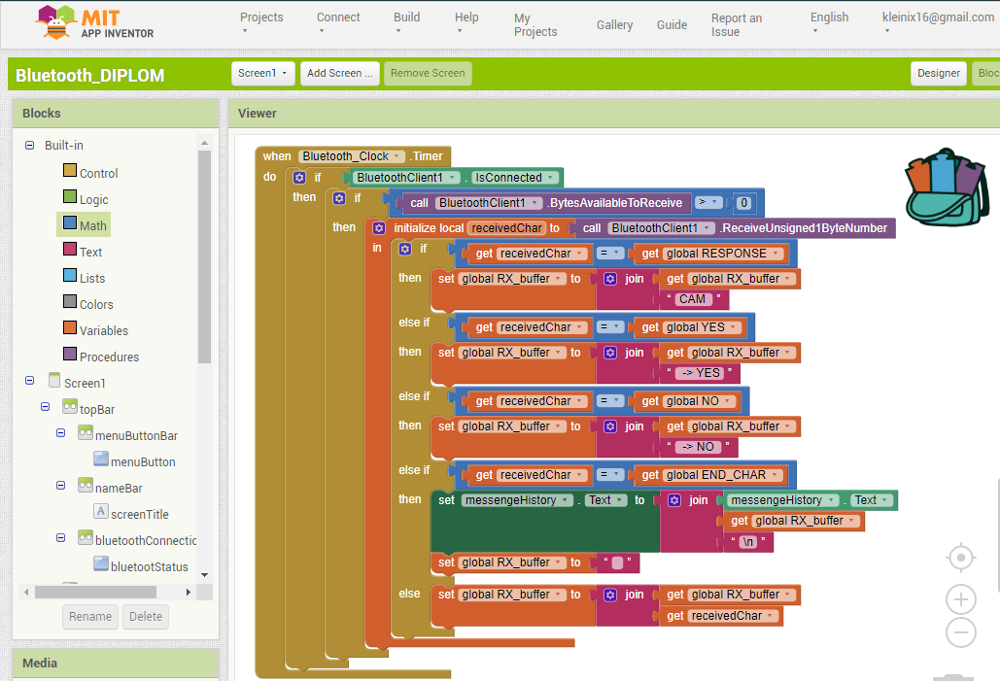 MIT
APP INVENTOR
Projects
Connect
Build
Help
My Projects
Gallery
Guide
Report an Issue
English
kleinix16@gmail.com
Bluetooth_DIPLOM
Screen1
Add Screen ...
Remove Screen
Designer
Bloc
Blocks
Viewer
Built-in
Control
Logic
Math
Text
Lists
Colors
Variables
Procedures
Screen1
topBar
menuButtonBar
menuButton
nameBar
A screenTitle
bluetoothConnectic
bluetootStatus
Rename
Delete
Media
when Bluetooth_Clock .Timer
do if BluetoothClient1 . IsConnected
then if call BluetoothClient1 .BytesAvailableToReceive > 0
then initialize local receivedChar to call BluetoothClient1 .ReceiveUnsigned1ByteNumber
in if get receivedChar = get global RESPONSE
then set global RX_buffer to join get global RX_buffer
" CAM "
else if get receivedChar = get global YES
then set global RX_buffer to join get global RX_buffer
" -> YES "
else if get receivedChar = get global NO
then set global RX_buffer to join get global RX_buffer
" -> NO "
else if get receivedChar = get global END_CHAR
then set messengeHistory . Text to join messengeHistory . Text
get global RX_buffer
" \n "
set global RX_buffer to " "
else set global RX_buffer to join get global RX_buffer
get receivedChar